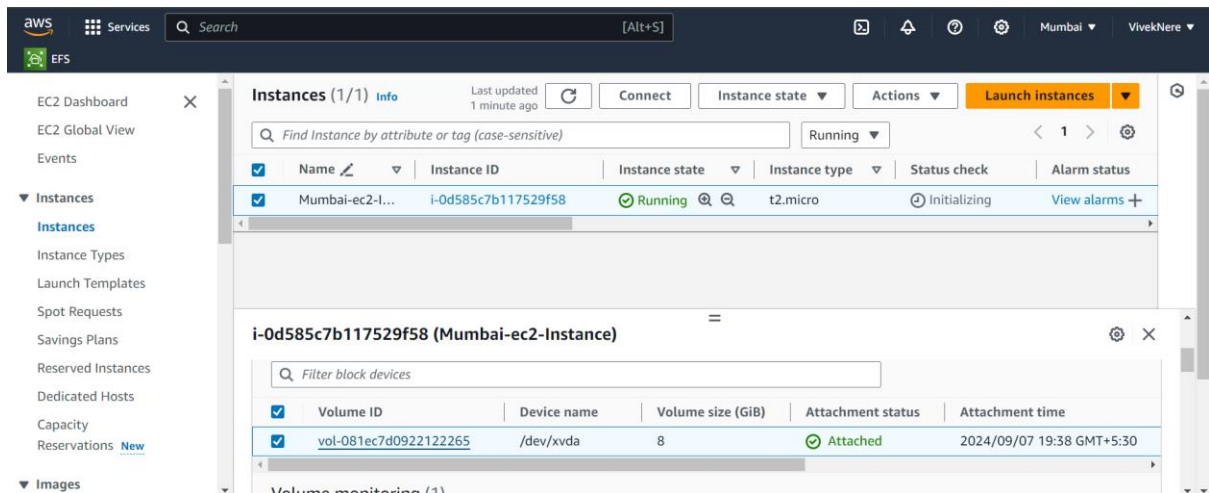 aws Services Search [Alt+S] Mumbai VivekNere
EFS
EC2 Dashboard
EC2 Global View
Events
Instances
Instances
Instance Types
Launch Templates
Spot Requests
Savings Plans
Reserved Instances
Dedicated Hosts
Capacity
Reservations New
Images
Instances (1/1) Info Last updated
1 minute ago Connect Instance state Actions Launch instances
Find Instance by attribute or tag (case-sensitive) Running 1
Name Instance ID Instance state Instance type Status check Alarm status
Mumbai-ec2-I... i-0d585c7b117529f58 Running t2.micro Initializing View alarms +
i-0d585c7b117529f58 (Mumbai-ec2-Instance)
Filter block devices
Volume ID Device name Volume size (GiB) Attachment status Attachment time
vol-081ec7d0922122265 /dev/xvda 8 Attached 2024/09/07 19:38 GMT+5:30
Volume monitoring (1)